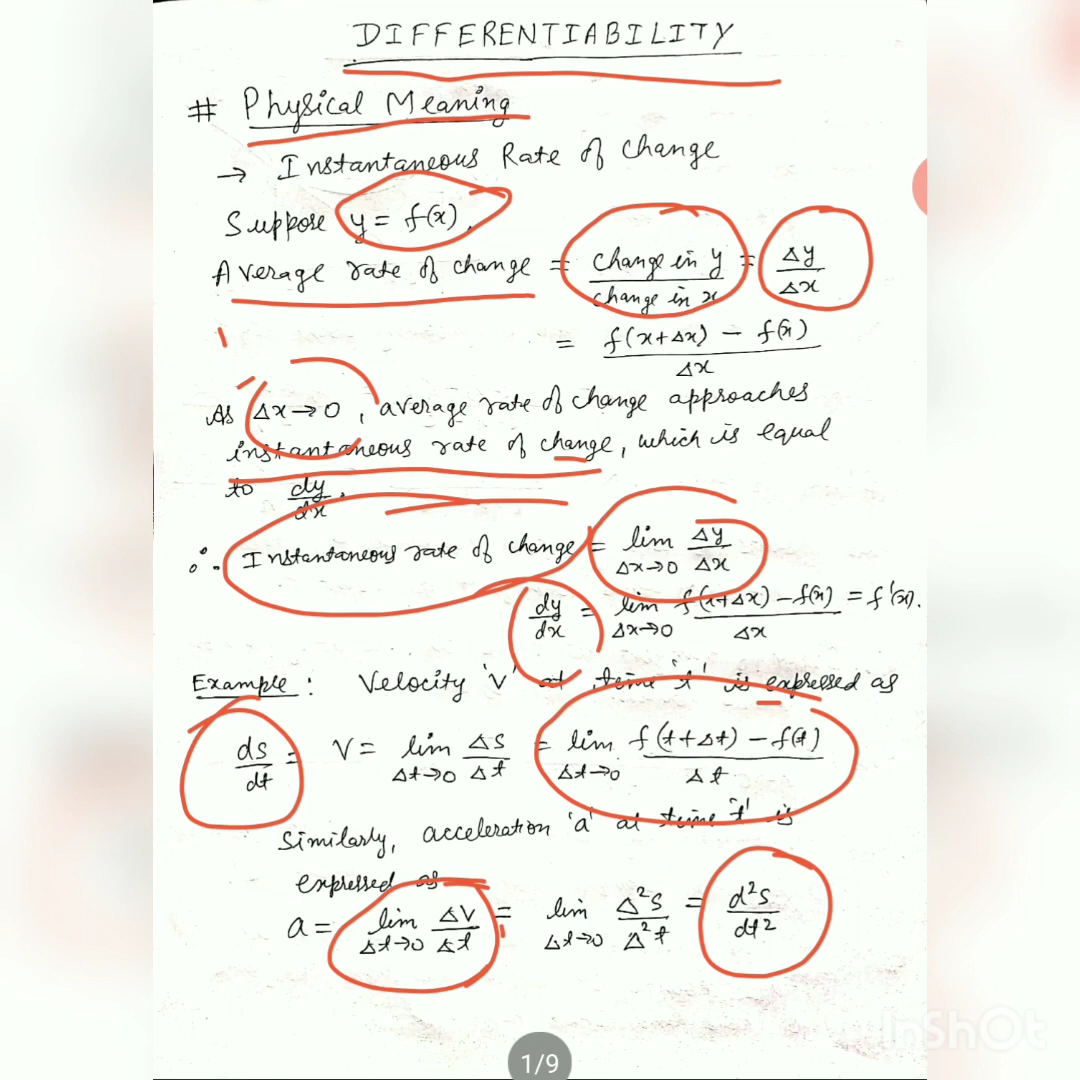 DIFFERENTIABILITY
# Physical Meaning
→ Instantaneous Rate of change
Suppose y = f(x),
Average rate of change = change in y / change in x = Δy / Δx
= f(x+Δx) - f(x) / Δx
As Δx→0, average rate of change approaches
instantaneous rate of change, which is equal
to dy/dx.
∴ Instantaneous rate of change = lim Δx→0 Δy/Δx
dy/dx = lim Δx→0 f(x+Δx) - f(x) / Δx = f'(x).
Example: Velocity 'v' at time 't' is expressed as
ds/dt = V = lim Δt→0 Δs/Δt = lim Δt→0 f(t+Δt) - f(t) / Δt
Similarly, acceleration 'a' at time 't' is
expressed as
a = lim Δt→0 ΔV/Δt = lim Δt→0 Δ²s/Δ²t = d²s/dt²
InShOt
1/9